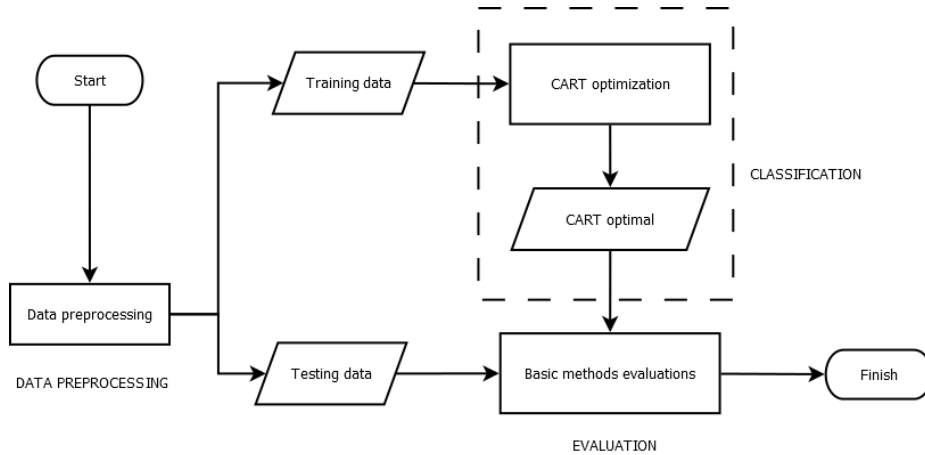 Start
Training data
CART optimization
CLASSIFICATION
CART optimal
Data preprocessing
DATA PREPROCESSING
Testing data
Basic methods evaluations
Finish
EVALUATION